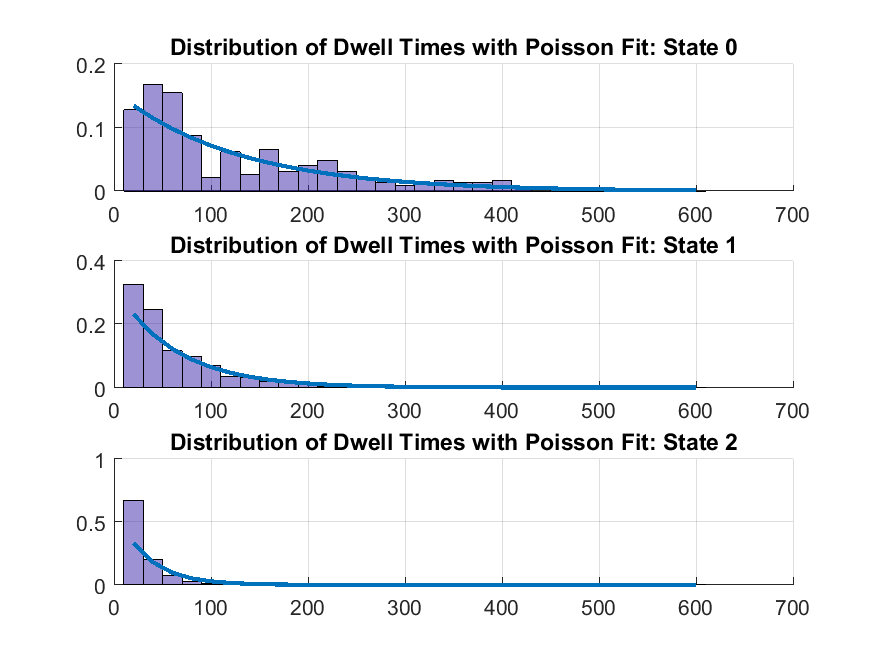 Distribution of Dwell Times with Poisson Fit: State 0
0.2
0.1
0
0 100 200 300 400 500 600 700
Distribution of Dwell Times with Poisson Fit: State 1
0.4
0.2
0
0 100 200 300 400 500 600 700
Distribution of Dwell Times with Poisson Fit: State 2
1
0.5
0
0 100 200 300 400 500 600 700